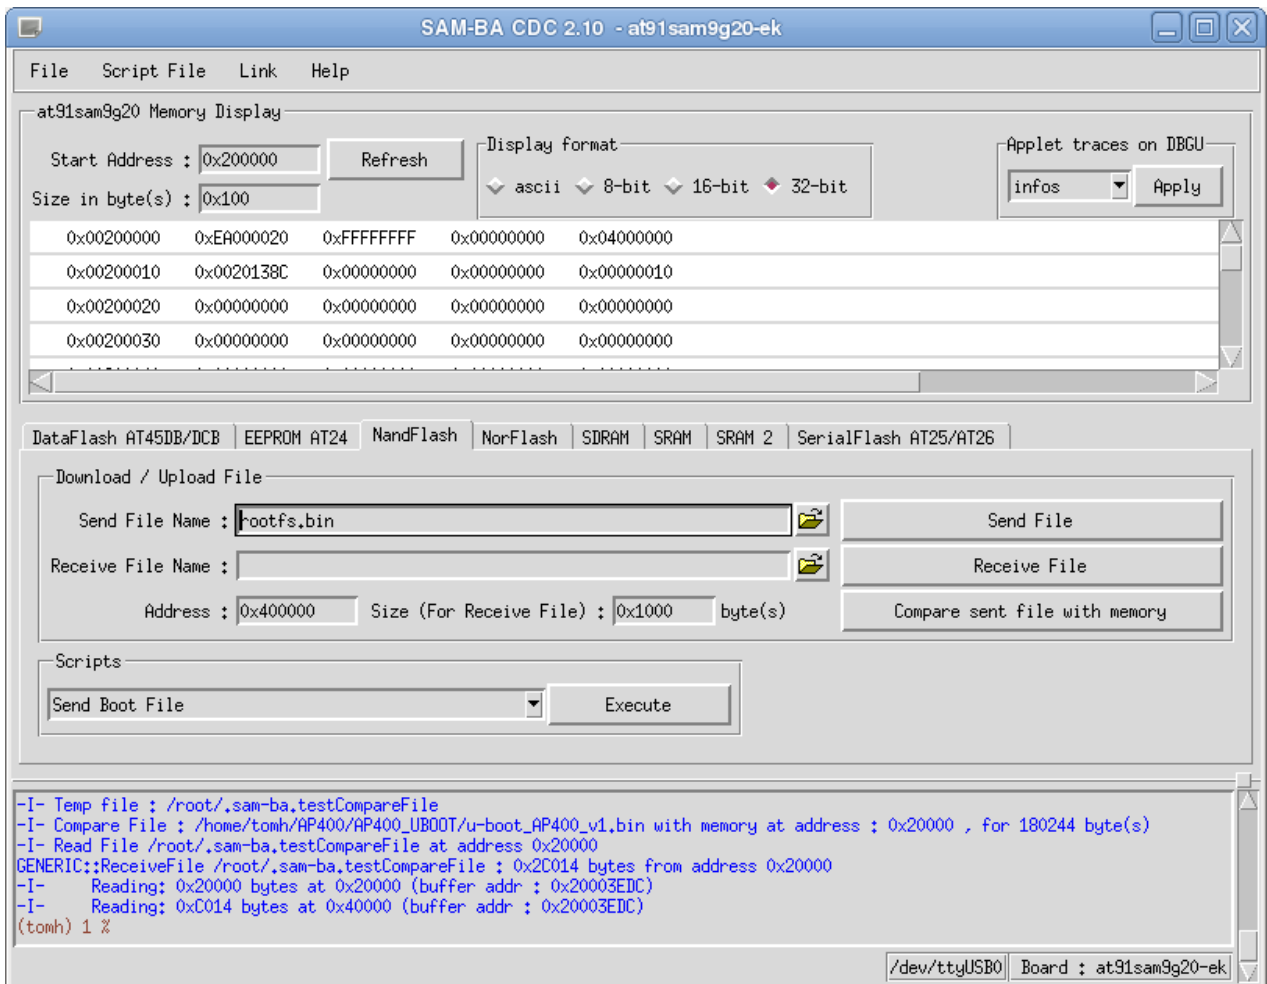 SAM-BA CDC 2.10 - at91sam9g20-ek
File Script File Link Help
at91sam9g20 Memory Display
Start Address : 0x200000 Refresh
Size in byte(s) : 0x100
Display format
ascii 8-bit 16-bit 32-bit
Applet traces on DBGU
infos Apply
0x00200000 0xEA000020 0xFFFFFFFF 0x00000000 0x04000000
0x00200010 0x0020138C 0x00000000 0x00000000 0x00000010
0x00200020 0x00000000 0x00000000 0x00000000 0x00000000
0x00200030 0x00000000 0x00000000 0x00000000 0x00000000
DataFlash AT45DB/DCB EEPROM AT24 NandFlash NorFlash SDRAM SRAM SRAM 2 SerialFlash AT25/AT26
Download / Upload File
Send File Name : rootfs.bin Send File
Receive File Name : Receive File
Address : 0x400000 Size (For Receive File) : 0x1000 byte(s) Compare sent file with memory
Scripts
Send Boot File Execute
-I- Temp file : /root/.sam-ba.testCompareFile
-I- Compare File : /home/tomh/AP400/AP400_UBOOT/u-boot_AP400_v1.bin with memory at address : 0x20000 , for 180244 byte(s)
-I- Read File /root/.sam-ba.testCompareFile at address 0x20000
GENERIC::ReceiveFile /root/.sam-ba.testCompareFile : 0x2C014 bytes from address 0x20000
-I- Reading: 0x20000 bytes at 0x20000 (buffer addr : 0x20003EDC)
-I- Reading: 0xC014 bytes at 0x40000 (buffer addr : 0x20003EDC)
(tomh) 1 %
/dev/ttyUSB0 Board : at91sam9g20-ek